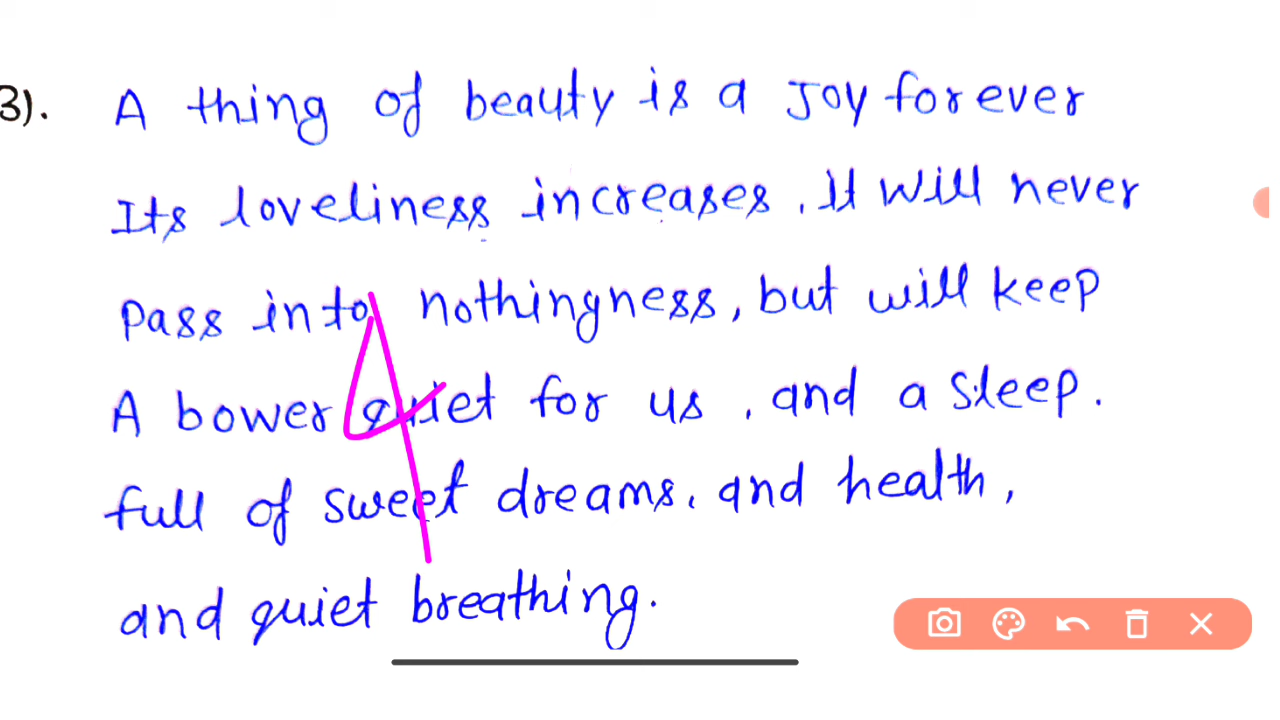 3). A thing of beauty is a Joy forever
Its loveliness increases, it will never
Pass into nothingness, but will keep
A bower quiet for us, and a sleep.
full of sweet dreams, and health,
and quiet breathing.